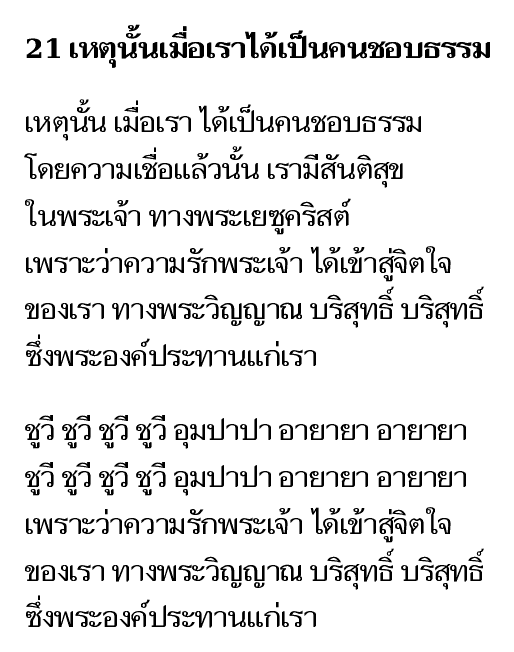 21 เหตุนั้นเมื่อเราได้เป็นคนชอบธรรม
เหตุนั้น เมื่อเรา ได้เป็นคนชอบธรรม
โดยความเชื่อแล้วนั้น เรามีสันติสุข
ในพระเจ้า ทางพระเยซูคริสต์
เพราะว่าความรักพระเจ้า ได้เข้าสู่จิตใจ
ของเรา ทางพระวิญญาณ บริสุทธิ์ บริสุทธิ์
ซึ่งพระองค์ประทานแก่เรา
ชูวี ชูวี ชูวี ชูวี อุมปาปา อายายา อายายา
ชูวี ชูวี ชูวี ชูวี อุมปาปา อายายา อายายา
เพราะว่าความรักพระเจ้า ได้เข้าสู่จิตใจ
ของเรา ทางพระวิญญาณ บริสุทธิ์ บริสุทธิ์
ซึ่งพระองค์ประทานแก่เรา